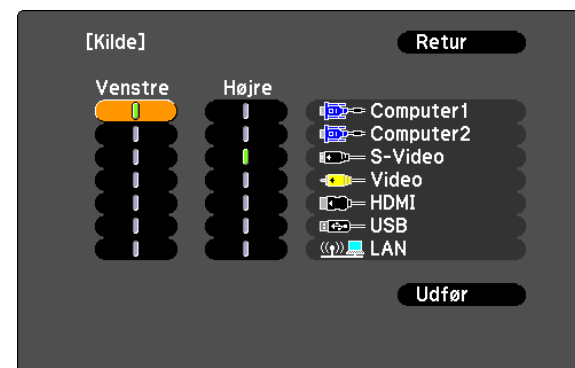 [Kilde] Retur
Venstre Højre
Computer1
Computer2
S-Video
Video
HDMI
USB
LAN
Udfør